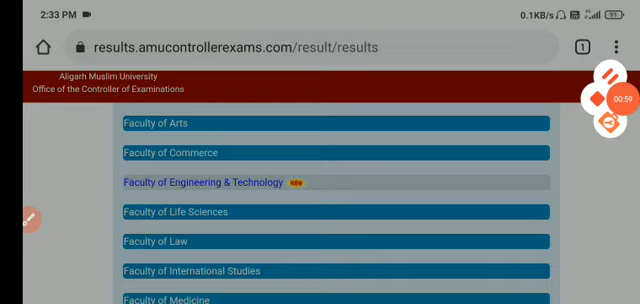 2:33 PM
0.1KB/s 4G 91
results.amucontrollerexams.com/result/results
1
Aligarh Muslim University
Office of the Controller of Examinations
00:59
Faculty of Arts
Faculty of Commerce
Faculty of Engineering & Technology NEW
Faculty of Life Sciences
Faculty of Law
Faculty of International Studies
Faculty of Medicine